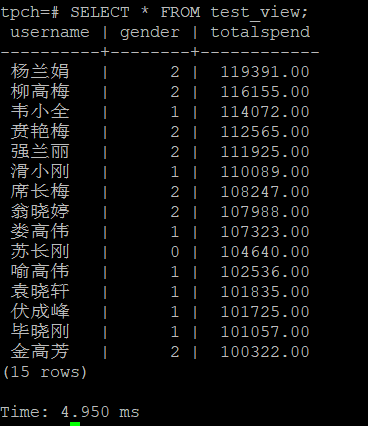 tpch=# SELECT * FROM test_view;
 username | gender | totalspend
----------+--------+------------
 杨兰娟   |      2 |  119391.00
 柳高梅   |      2 |  116155.00
 韦小全   |      1 |  114072.00
 贲艳梅   |      2 |  112565.00
 强兰丽   |      2 |  111925.00
 滑小刚   |      1 |  110089.00
 席长梅   |      2 |  108247.00
 翁晓婷   |      2 |  107988.00
 娄高伟   |      1 |  107323.00
 苏长刚   |      0 |  104640.00
 喻高伟   |      1 |  102536.00
 袁晓轩   |      1 |  101835.00
 伏成峰   |      1 |  101725.00
 毕晓刚   |      1 |  101057.00
 金高芳   |      2 |  100322.00
(15 rows)
Time: 4.950 ms